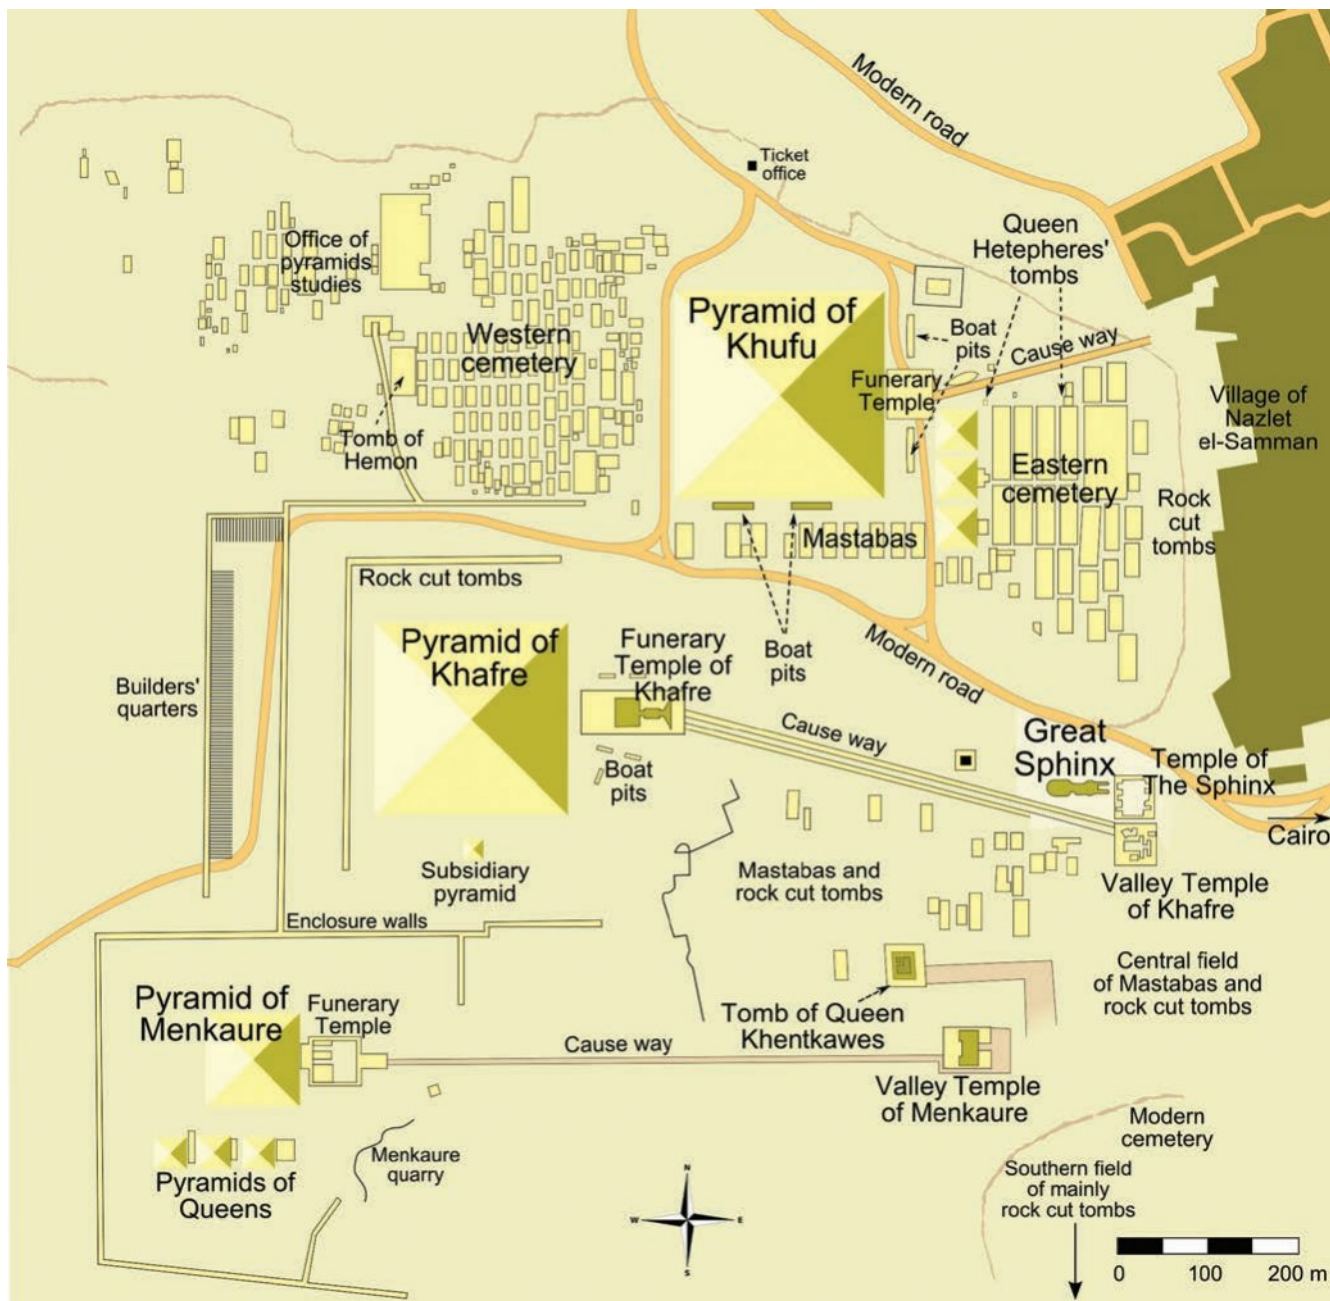 Modern road
Ticket
office
Queen
Hetepheres'
tombs
Office of
pyramids
studies
Western
cemetery
Pyramid of
Khufu
Boat
pits
Cause way
Funerary
Temple
Village of
Nazlet
el-Samman
Tomb of
Hemon
Eastern
cemetery
Rock
cut
tombs
Mastabas
Rock cut tombs
Pyramid of
Khafre
Funerary
Temple of
Khafre
Boat
pits
Modern road
Builders'
quarters
Cause way
Great
Sphinx
Temple of
The Sphinx
Boat
pits
Cairo
Subsidiary
pyramid
Mastabas and
rock cut tombs
Valley Temple
of Khafre
Enclosure walls
Central field
of Mastabas and
rock cut tombs
Pyramid of
Menkaure
Funerary
Temple
Tomb of Queen
Khentkawes
Cause way
Valley Temple
of Menkaure
Modern
cemetery
Menkaure
quarry
Pyramids of
Queens
Southern field
of mainly
rock cut tombs
N
W
E
S
0 100 200 m